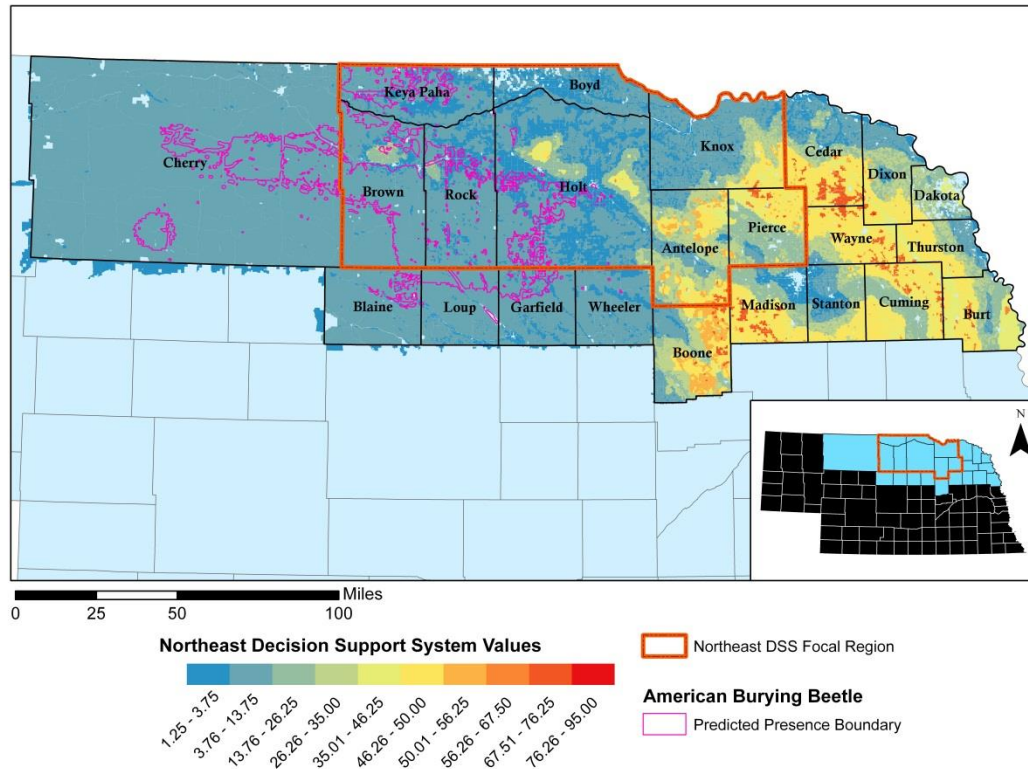 Keya Paha
Boyd
Knox
Cedar
Dixon
Dakota
Cherry
Brown
Rock
Holt
Antelope
Pierce
Wayne
Thurston
Blaine
Loup
Garfield
Wheeler
Madison
Stanton
Cuming
Burt
Boone
N
Miles
0 25 50 100
Northeast Decision Support System Values
1.25 - 3.75
3.76 - 13.75
13.76 - 26.25
26.26 - 35.00
35.01 - 46.25
46.26 - 50.00
50.01 - 56.25
56.26 - 67.50
67.51 - 76.25
76.26 - 95.00
Northeast DSS Focal Region
American Burying Beetle
Predicted Presence Boundary